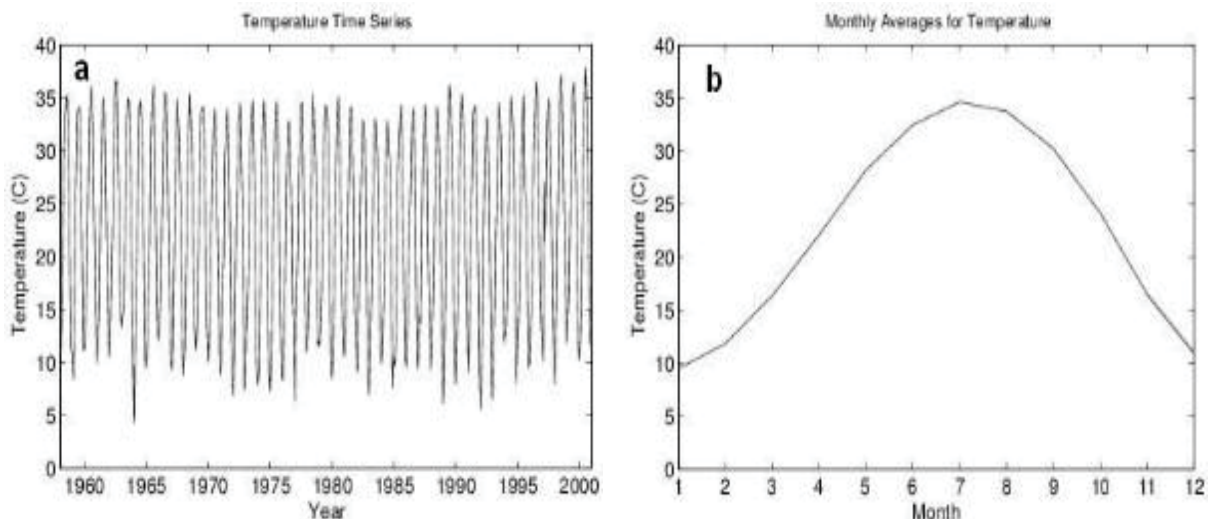 Temperature Time Series
a
40
35
30
25
20
15
10
5
0
Temperature (C)
1960 1965 1970 1975 1980 1985 1990 1995 2000
Year
Monthly Averages for Temperature
b
40
35
30
25
20
15
10
5
0
Temperature (C)
1 2 3 4 5 6 7 8 9 10 11 12
Month